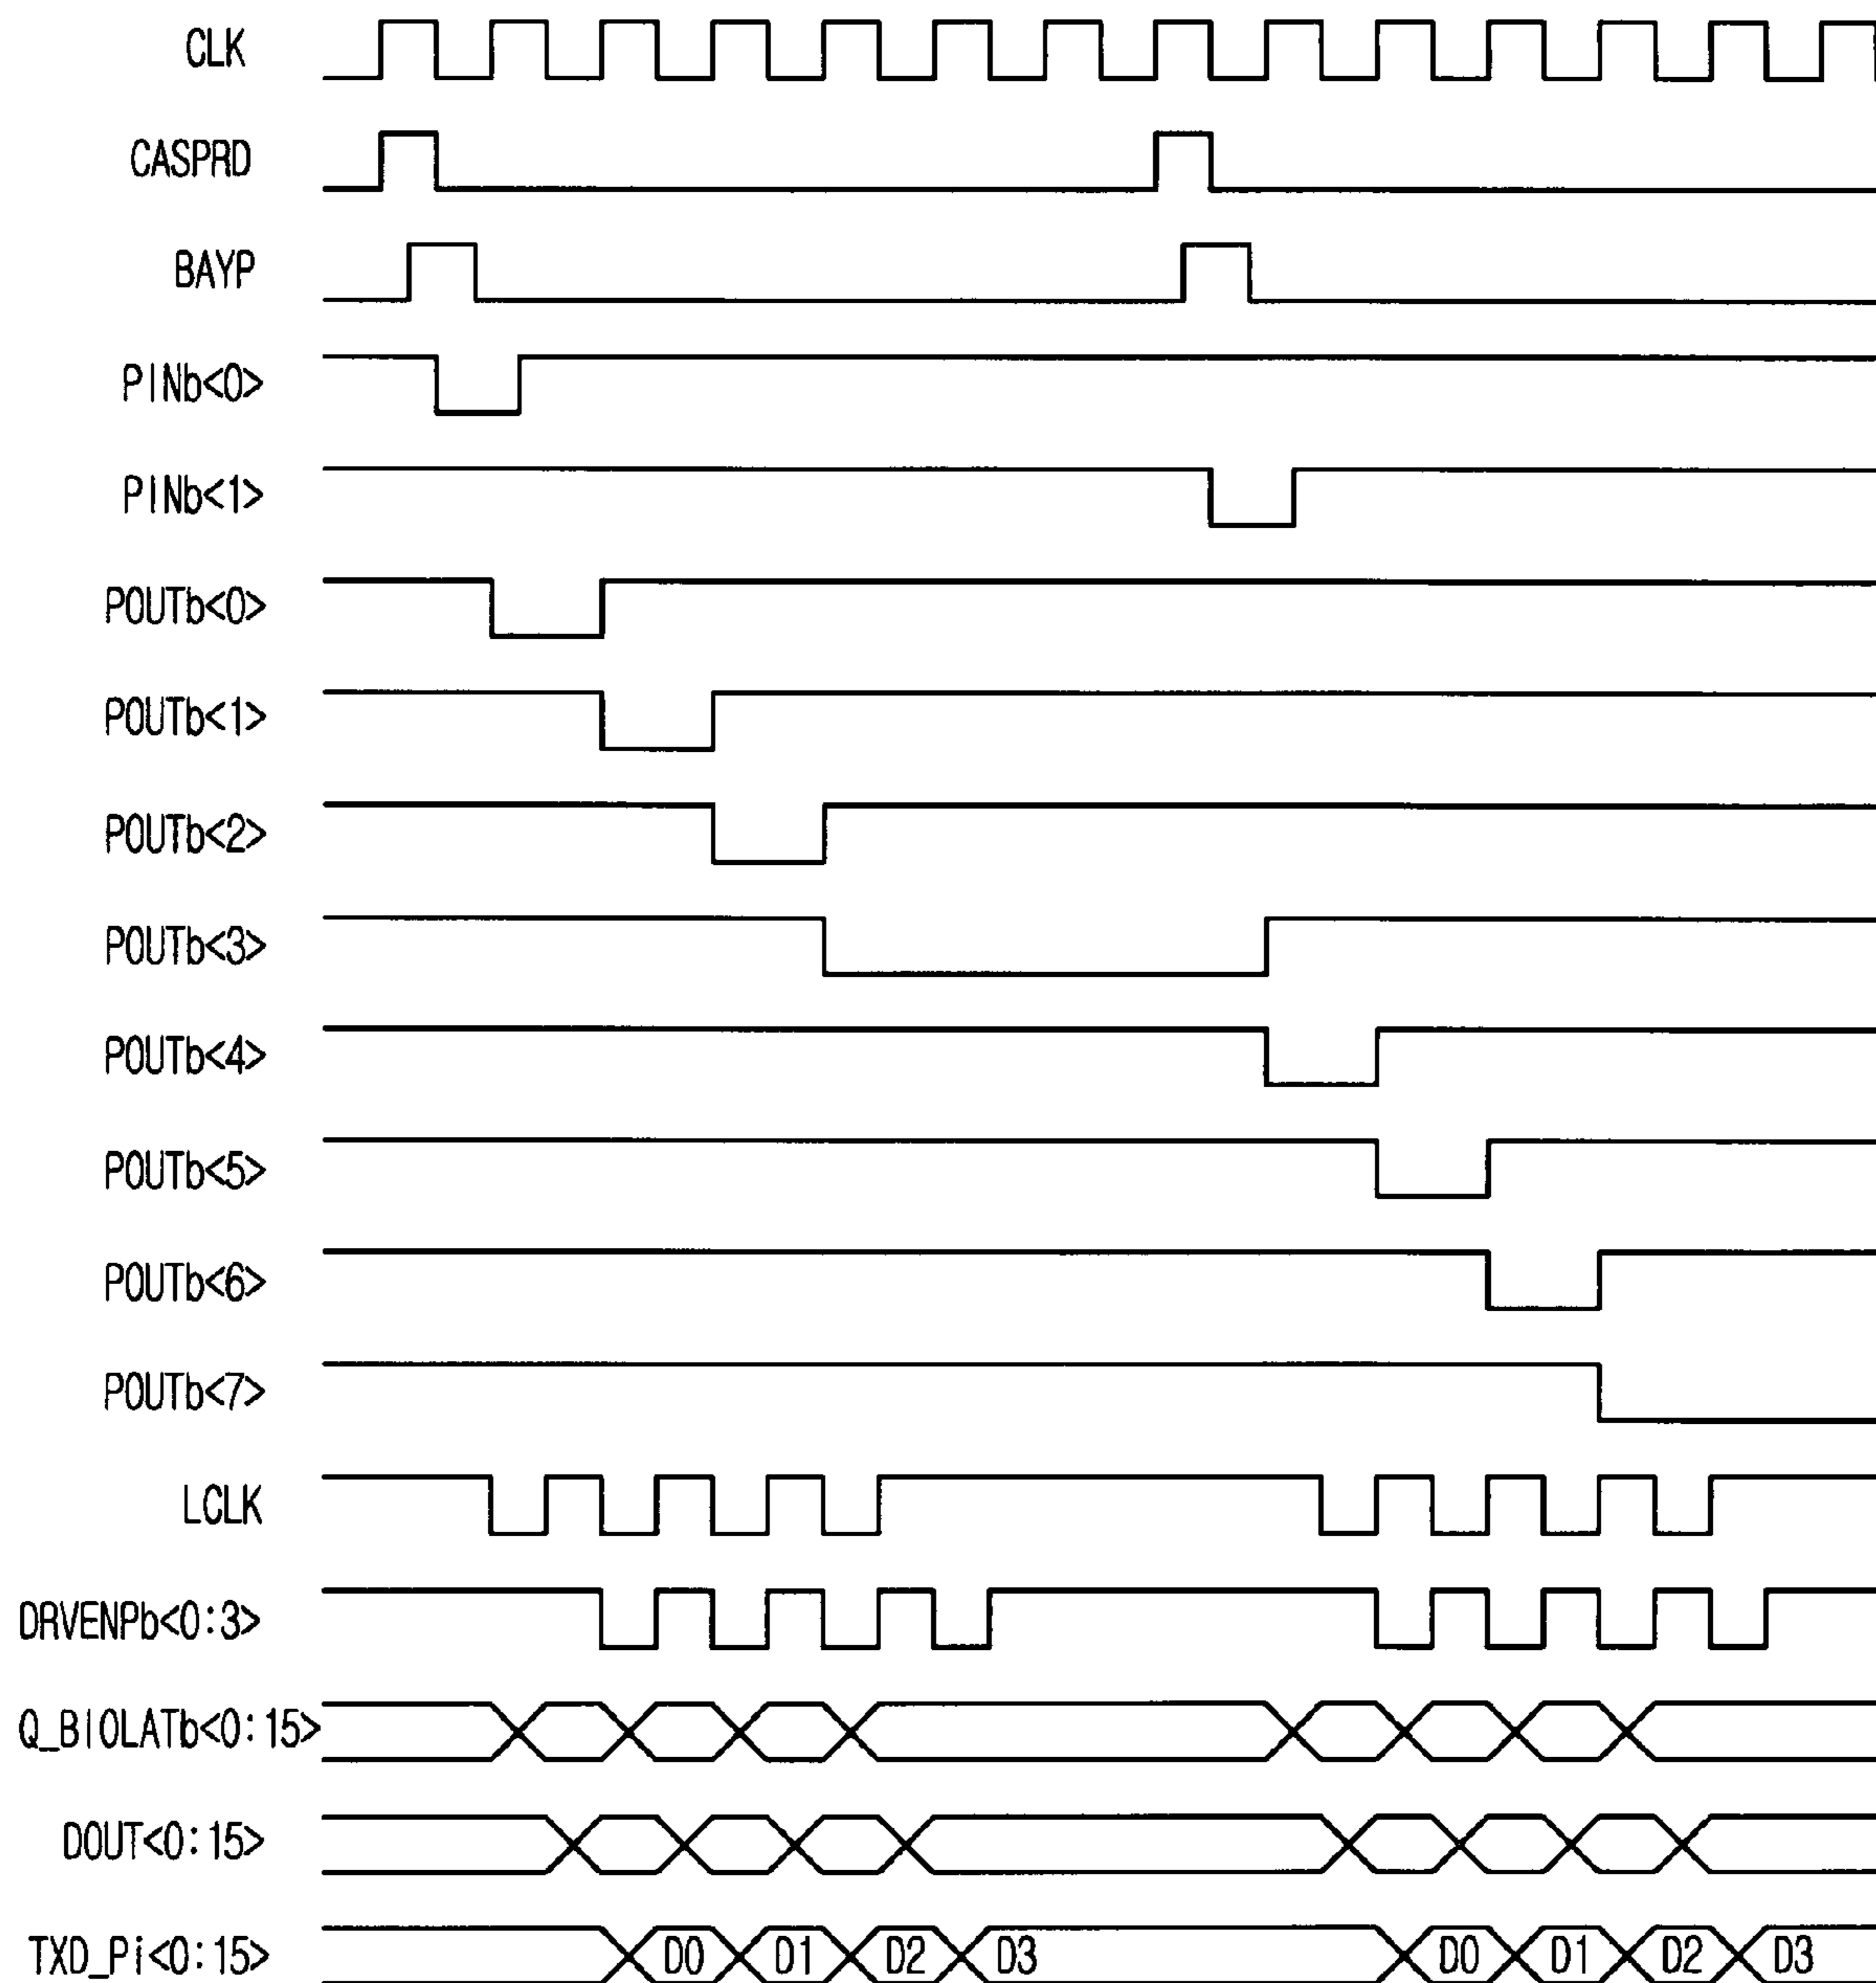 CLK
CASPRD
BAYP
PINb<0>
PINb<1>
POUTb<0>
POUTb<1>
POUTb<2>
POUTb<3>
POUTb<4>
POUTb<5>
POUTb<6>
POUTb<7>
LCLK
DRVENPb<0:3>
Q_BIOLATb<0:15>
DOUT<0:15>
TXD_Pi<0:15> D0 D1 D2 D3 D0 D1 D2 D3